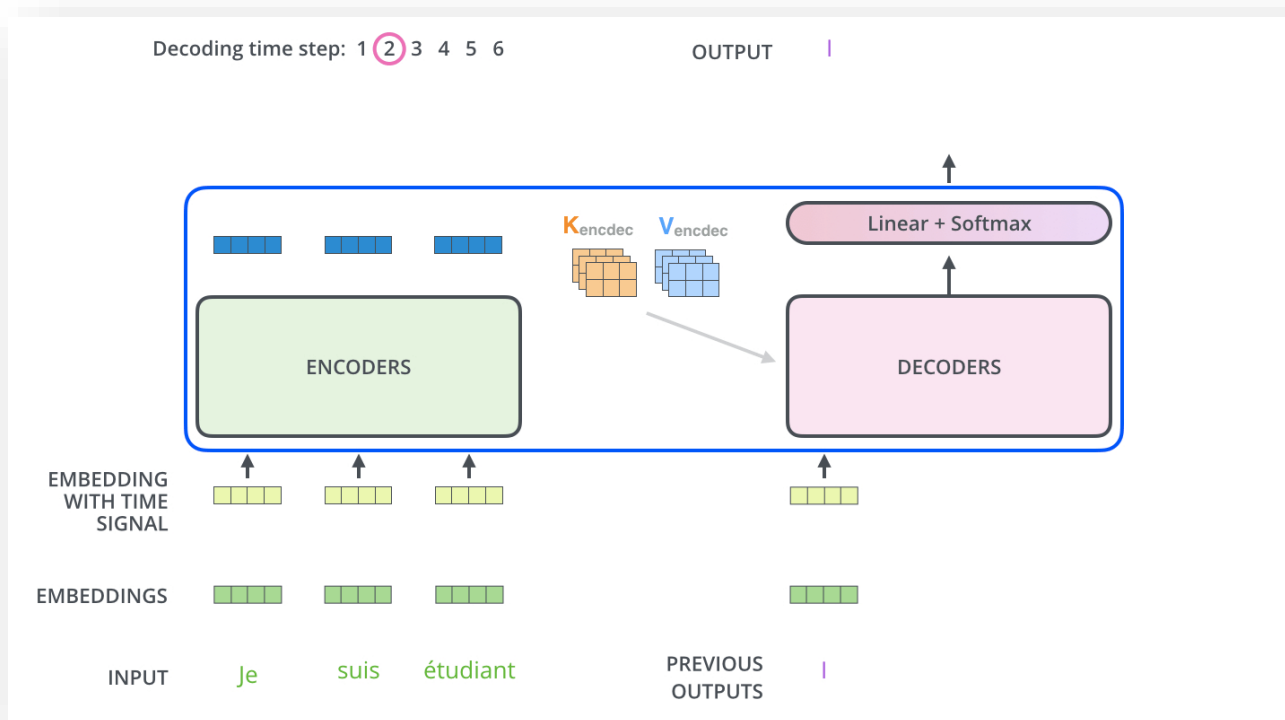 Decoding time step: 1 2 3 4 5 6
OUTPUT I
Kencdec Vencdec
Linear + Softmax
ENCODERS
DECODERS
EMBEDDING
WITH TIME
SIGNAL
EMBEDDINGS
INPUT Je suis étudiant
PREVIOUS
OUTPUTS
I